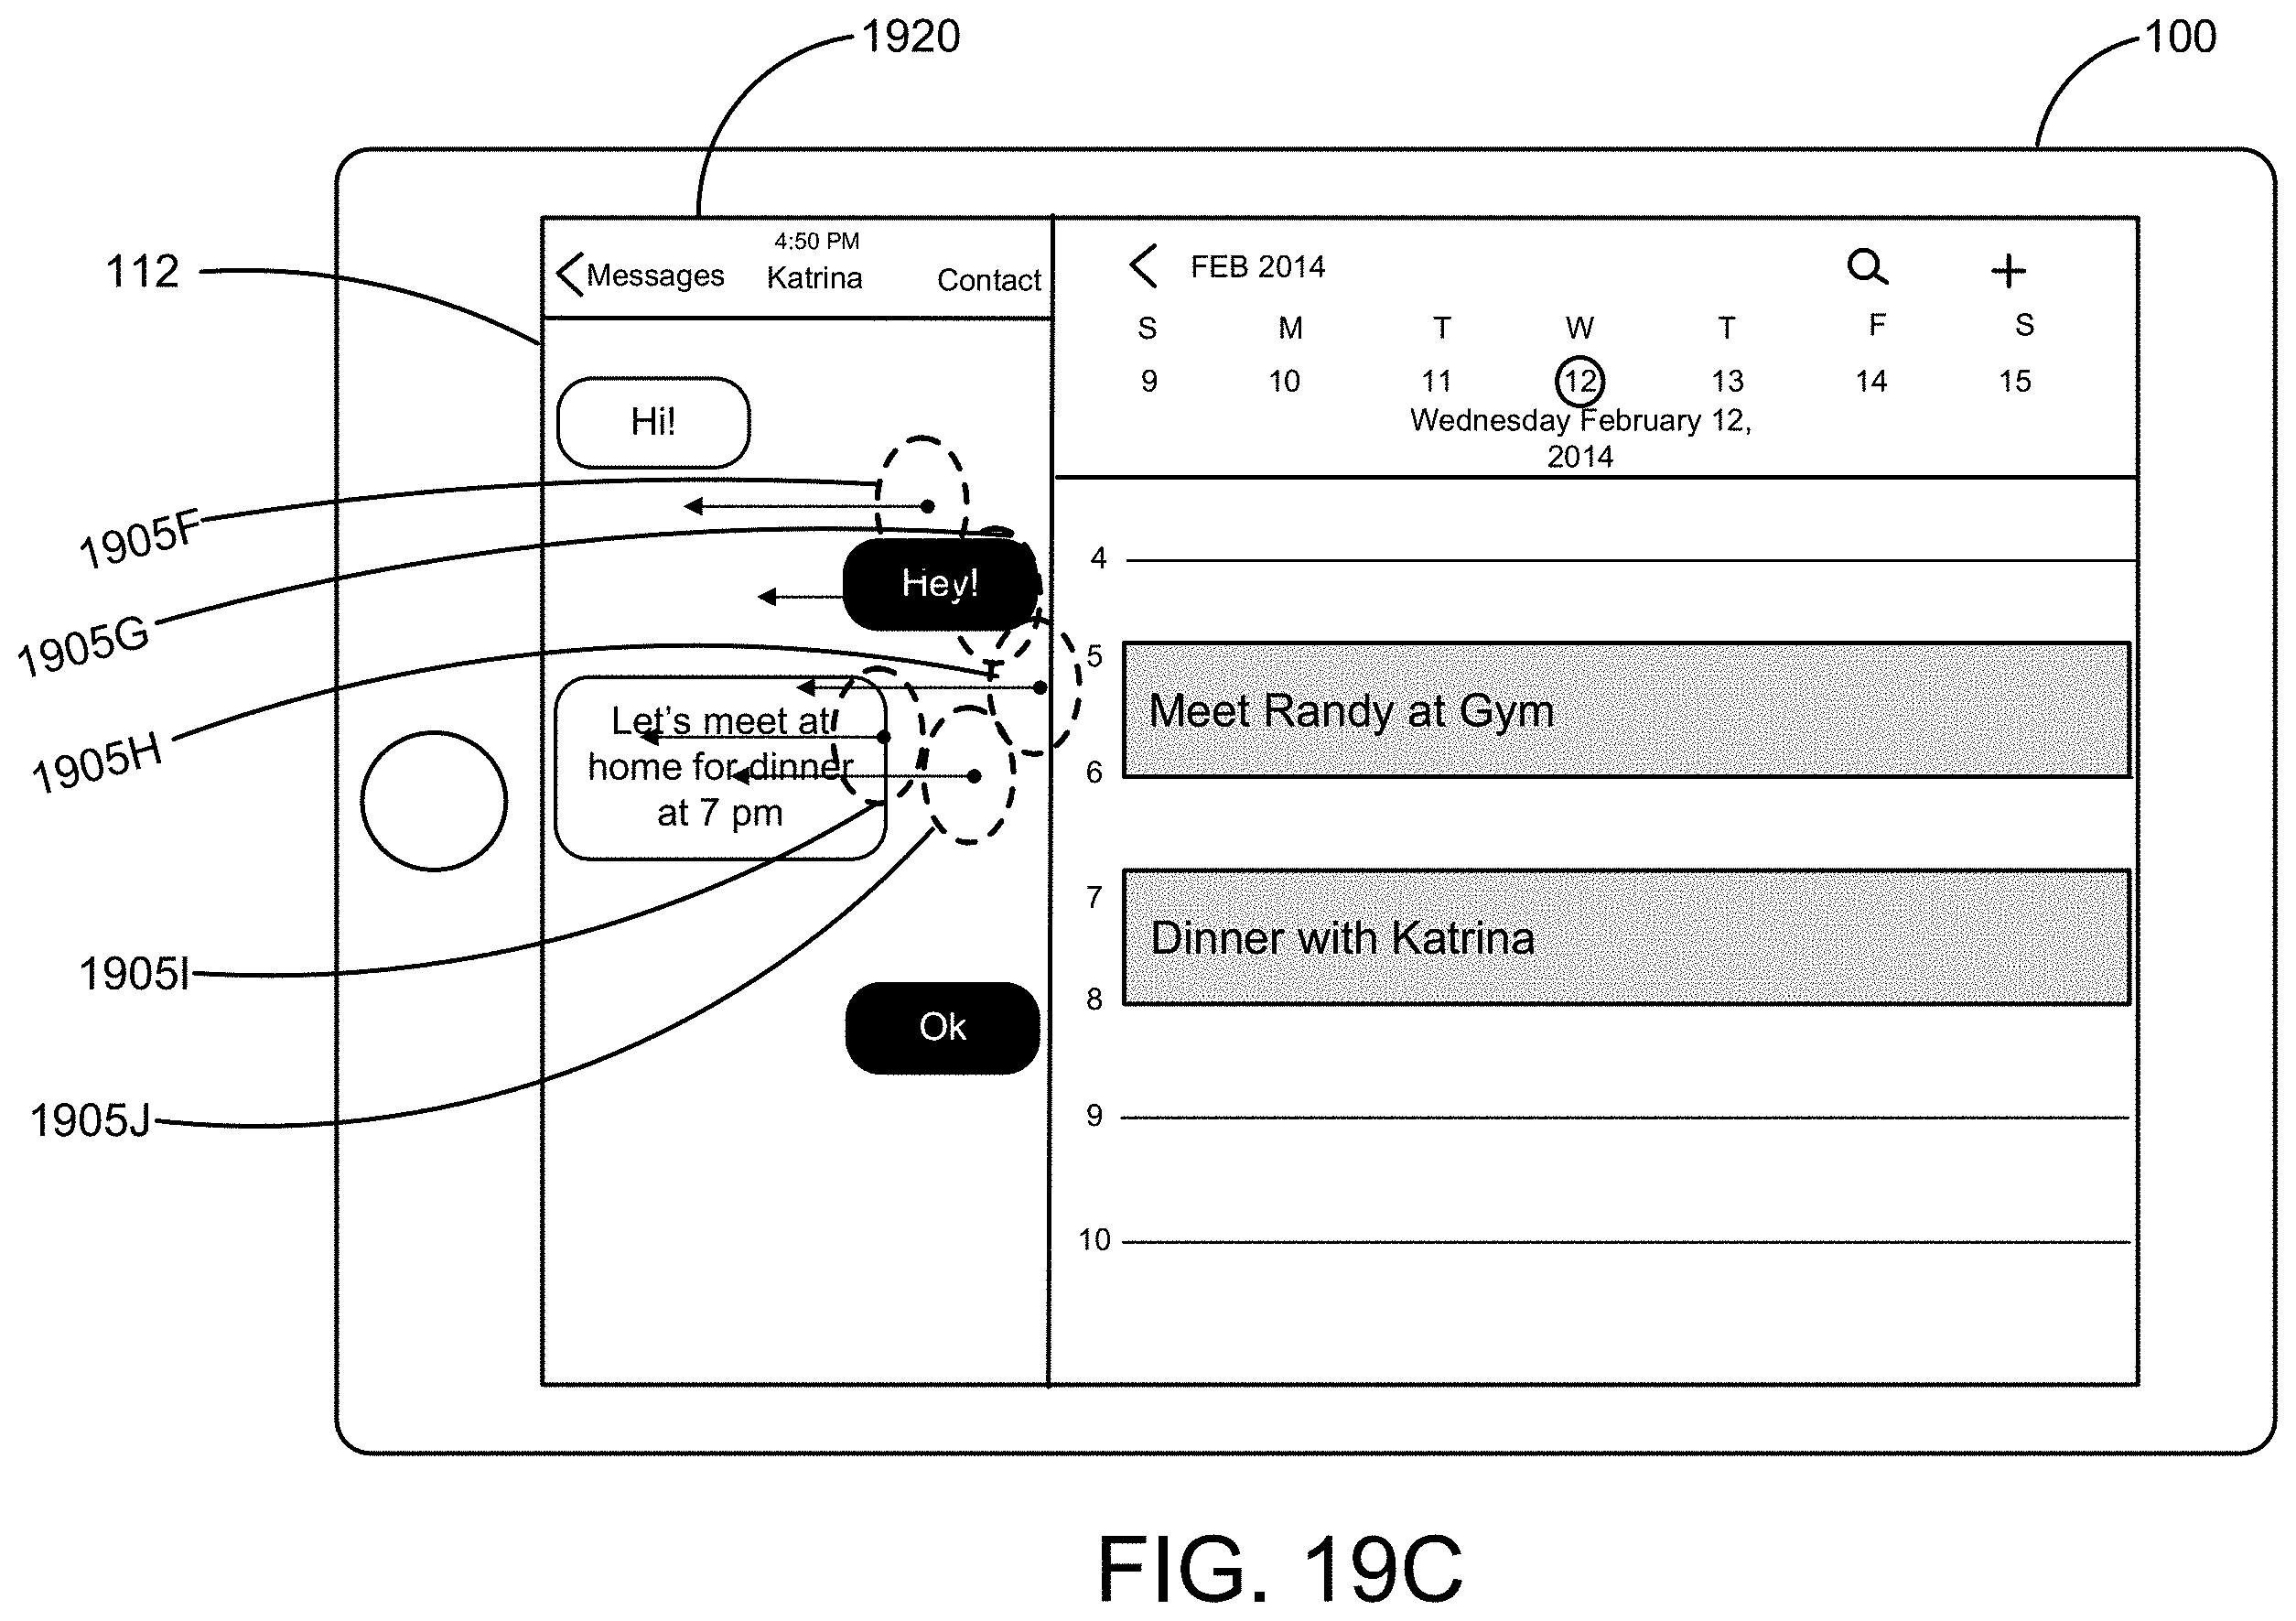 1920
100
112
4:50 PM
Messages
Katrina
Contact
FEB 2014
S M T W T F S
9 10 11 12 13 14 15
Wednesday February 12,
2014
Hi!
1905F
Hey!
1905G
1905H
Let's meet at
home for dinner
at 7 pm
1905I
Ok
1905J
4
5
Meet Randy at Gym
6
7
Dinner with Katrina
8
9
10
FIG. 19C